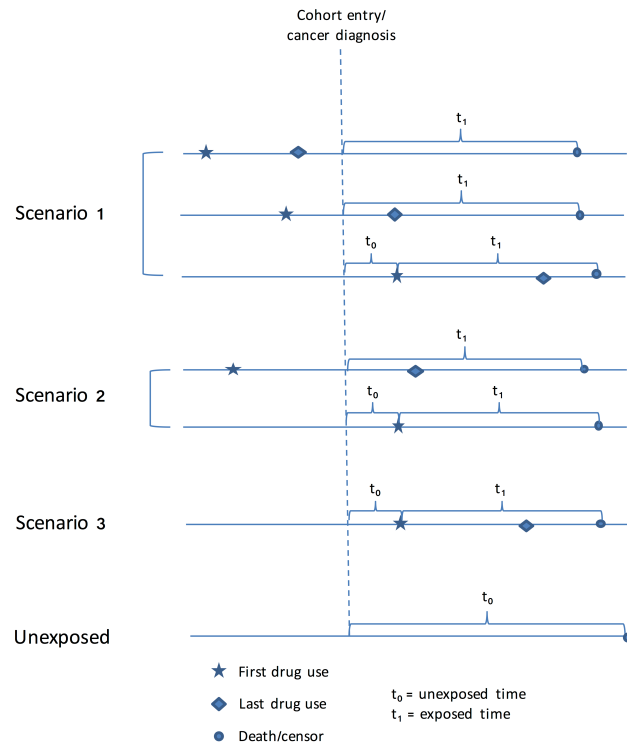 Cohort entry/
cancer diagnosis
t₁
t₁
Scenario 1
t₀ t₁
t₁
Scenario 2
t₀ t₁
t₀ t₁
Scenario 3
t₀
Unexposed
First drug use
Last drug use
t₀ = unexposed time
t₁ = exposed time
Death/censor